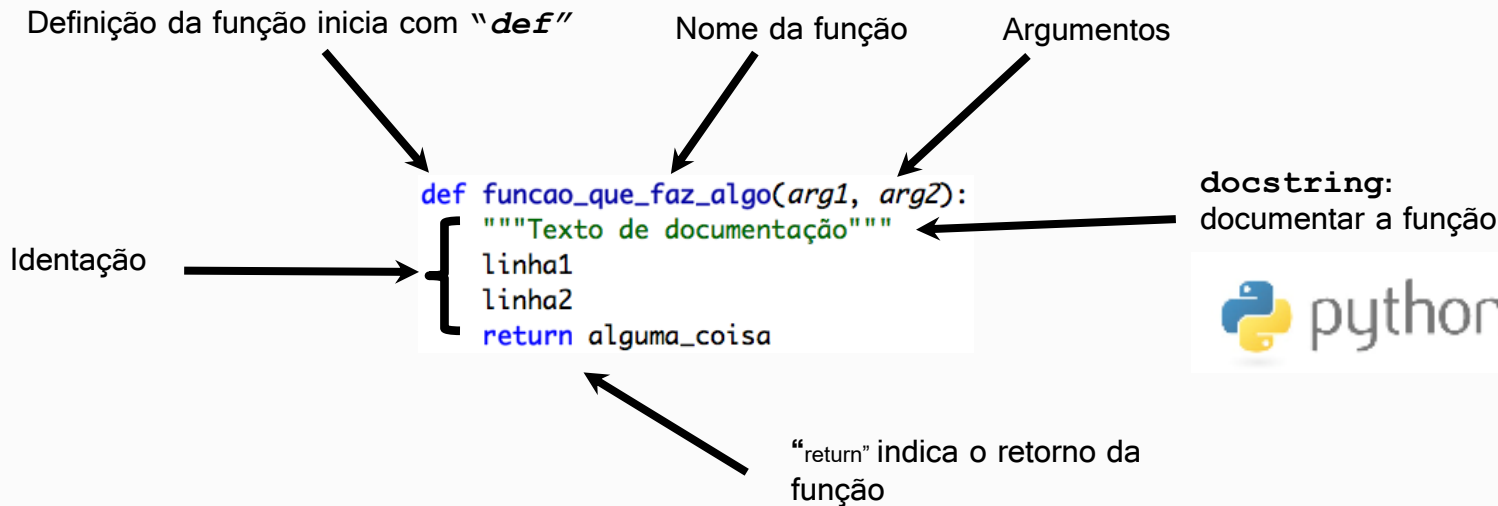 Definição da função inicia com “def”
Nome da função
Argumentos
def funcao_que_faz_algo(arg1, arg2):
"""Texto de documentação"""
linha1
linha2
return alguma_coisa
docstring:
documentar a função
Identação
python
“return” indica o retorno da
função